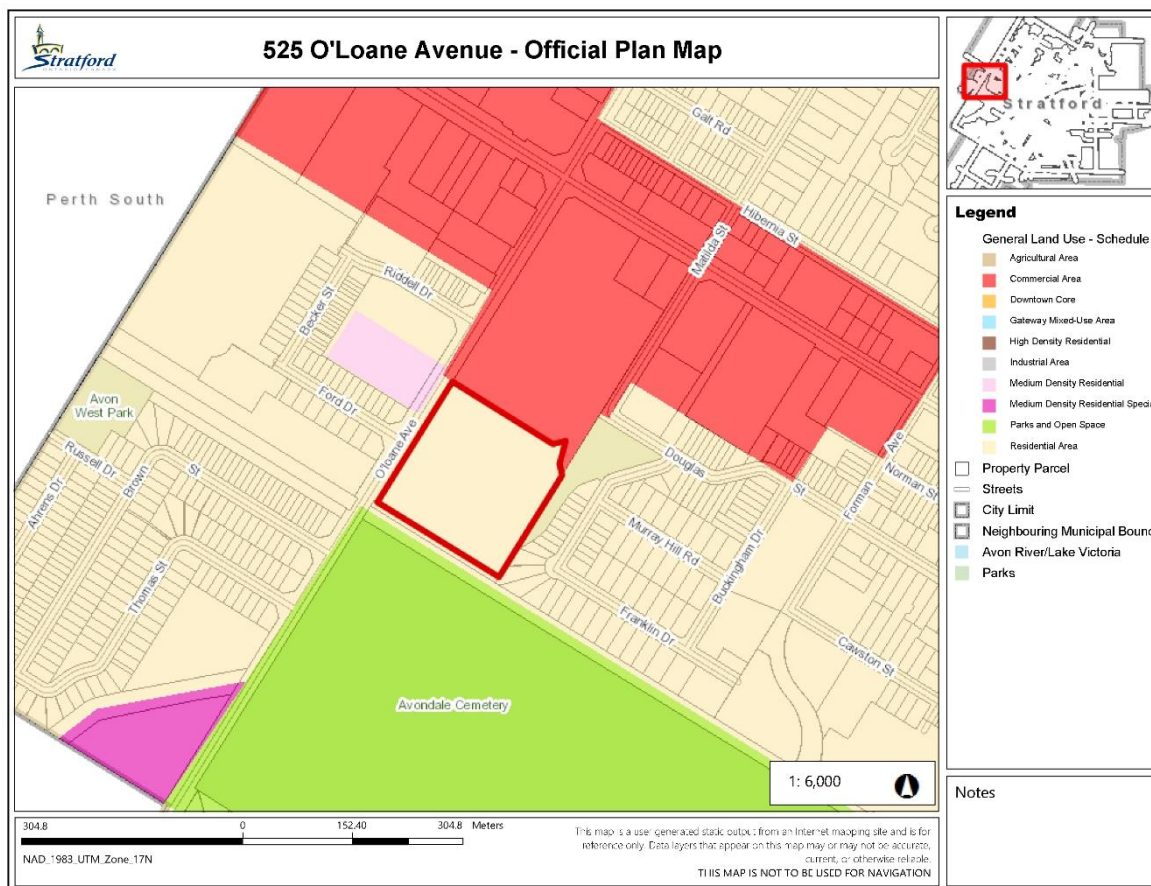 Stratford
525 O'Loane Avenue - Official Plan Map
Stratford
Perth South
Galt Rd
Hibernia St
Matilda St
Riddell Dr
Becker St
Ford Dr
Avon
West Park
O'loane Ave
Russell Dr
Brown St
Ahrens Dr
Thomas St
Douglas St
Forman Ave
Norman St
Murray Hill Rd
Buckingham Dr
Franklin Dr
Cawston St
Avondale Cemetery
1: 6,000
Legend
General Land Use - Schedule
Agricultural Area
Commercial Area
Downtown Core
Gateway Mixed-Use Area
High Density Residential
Industrial Area
Medium Density Residential
Medium Density Residential Specia
Parks and Open Space
Residential Area
Property Parcel
Streets
City Limit
Neighbouring Municipal Bound
Avon River/Lake Victoria
Parks
Notes
304.8 0 152.40 304.8 Meters
NAD_1983_UTM_Zone_17N
This map is a user generated static output from an Internet mapping site and is for
reference only. Data layers that appear on this map may or may not be accurate,
current, or otherwise reliable.
THIS MAP IS NOT TO BE USED FOR NAVIGATION